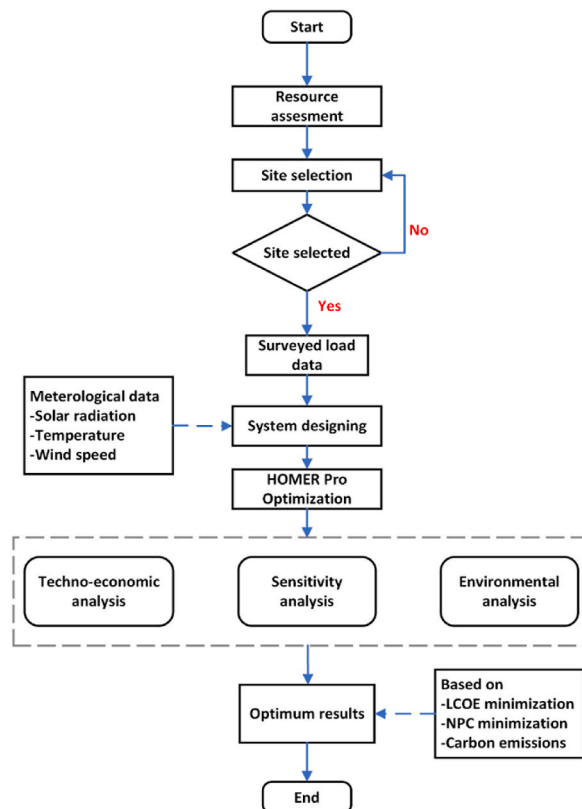 Start
Resource
assesment
Site selection
No
Site selected
Yes
Surveyed load
data
Meterological data
-Solar radiation
-Temperature
-Wind speed
System designing
HOMER Pro
Optimization
Techno-economic
analysis
Sensitivity
analysis
Environmental
analysis
Based on
-LCOE minimization
-NPC minimization
-Carbon emissions
Optimum results
End